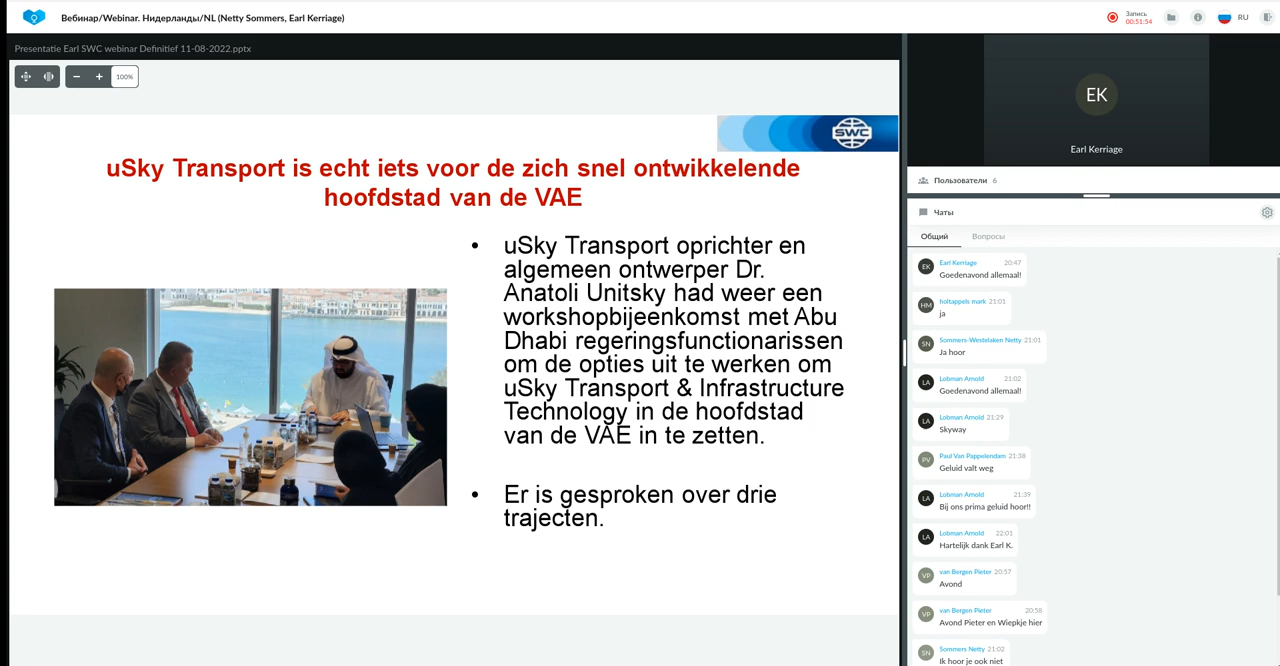 Вебинар/Webinar. Нидерланды/NL (Netty Sommers, Earl Kerriage)
Запись
00:51:54
RU
Presentatie Earl SWC webinar Definitief 11-08-2022.pptx
100%
SWC
uSky Transport is echt iets voor de zich snel ontwikkelende
hoofdstad van de VAE
• uSky Transport oprichter en
algemeen ontwerper Dr.
Anatoli Unitsky had weer een
workshopbijeenkomst met Abu
Dhabi regeringsfunctionarissen
om de opties uit te werken om
uSky Transport & Infrastructure
Technology in de hoofdstad
van de VAE in te zetten.
• Er is gesproken over drie
trajecten.
EK
Earl Kerriage
Пользователи 6
Чаты
Общий Вопросы
EK Earl Kerriage 20:47
Goedenavond allemaal!
HM holtappels mark 21:01
ja
SN Sommers-Westelaken Netty 21:01
Ja hoor
LA Lobman Arnold 21:02
Goedenavond allemaal!
LA Lobman Arnold 21:29
Skyway
PV Paul Van Pappelendam 21:38
Geluid valt weg
LA Lobman Arnold 21:39
Bij ons prima geluid hoor!!
LA Lobman Arnold 22:01
Hartelijk dank Earl K.
VP van Bergen Pieter 20:57
Avond
VP van Bergen Pieter 20:58
Avond Pieter en Wiepkje hier
SN Sommers Netty 21:02
Ik hoor je ook niet